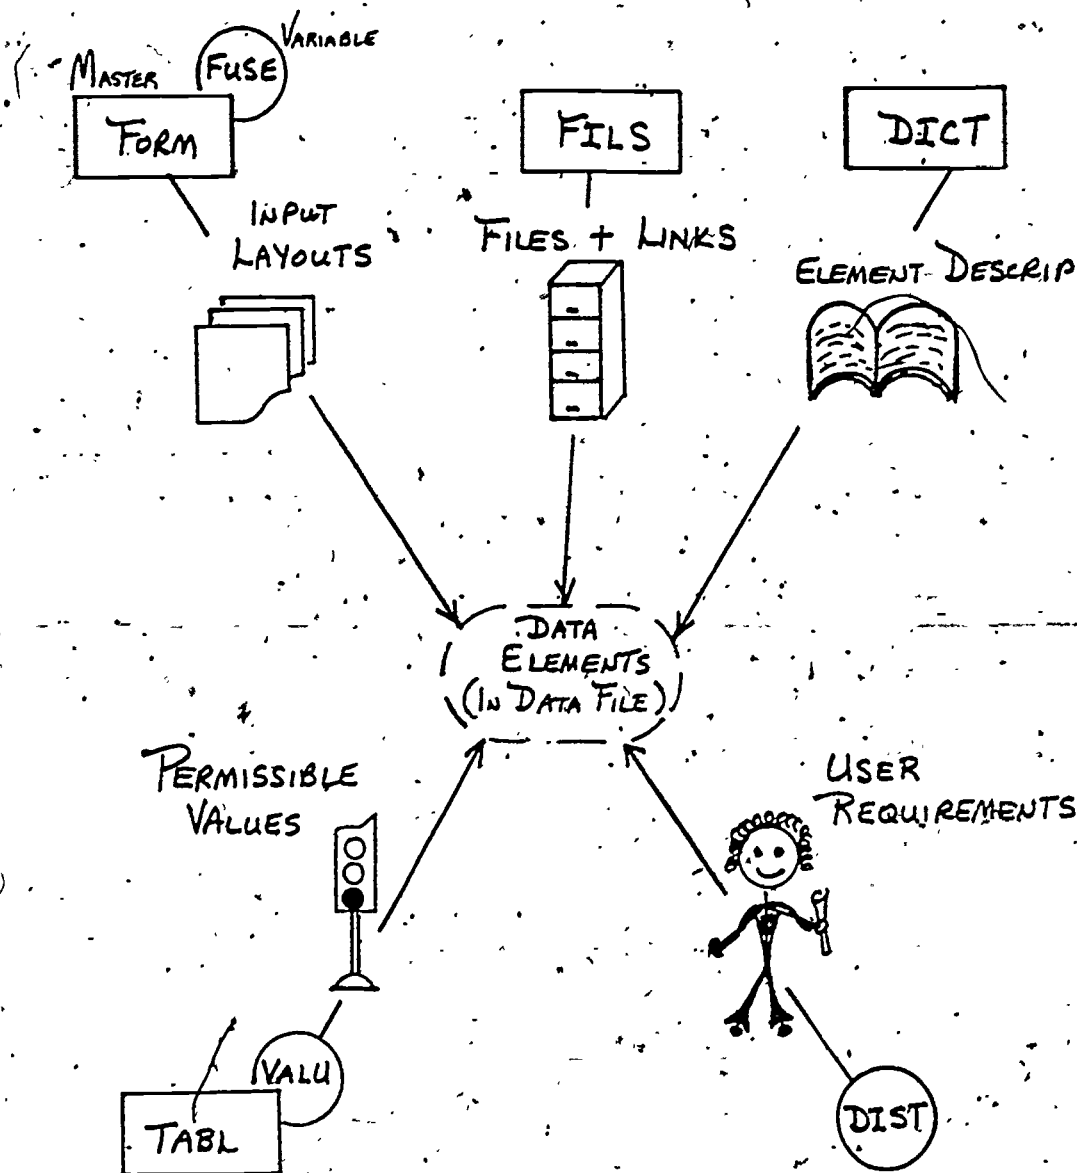 VARIABLE
MASTER
FUSE
FORM
FILS
DICT
INPUT
LAYOUTS
FILES + LINKS
ELEMENT DESCRIP
DATA
ELEMENTS
(IN DATA FILE)
PERMISSIBLE
VALUES
USER
REQUIREMENTS
VALU
TABL
DIST